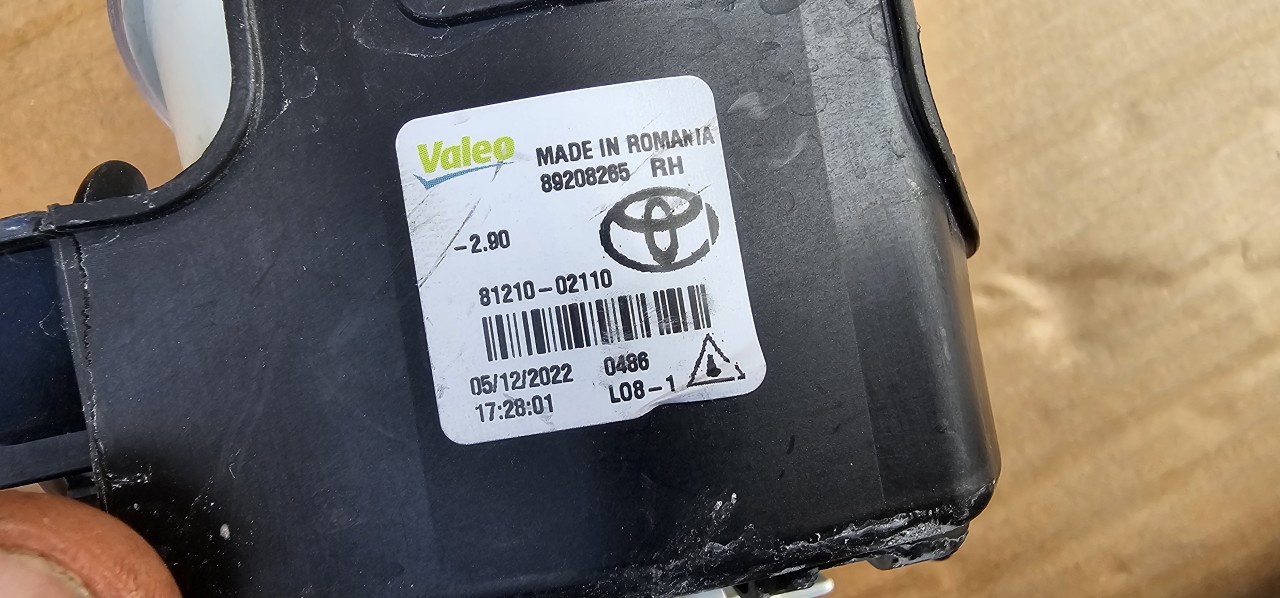 Valeo
MADE IN ROMANIA
89208265 RH
-2.90
81210-02110
05/12/2022 0486
17:28:01 L08-1